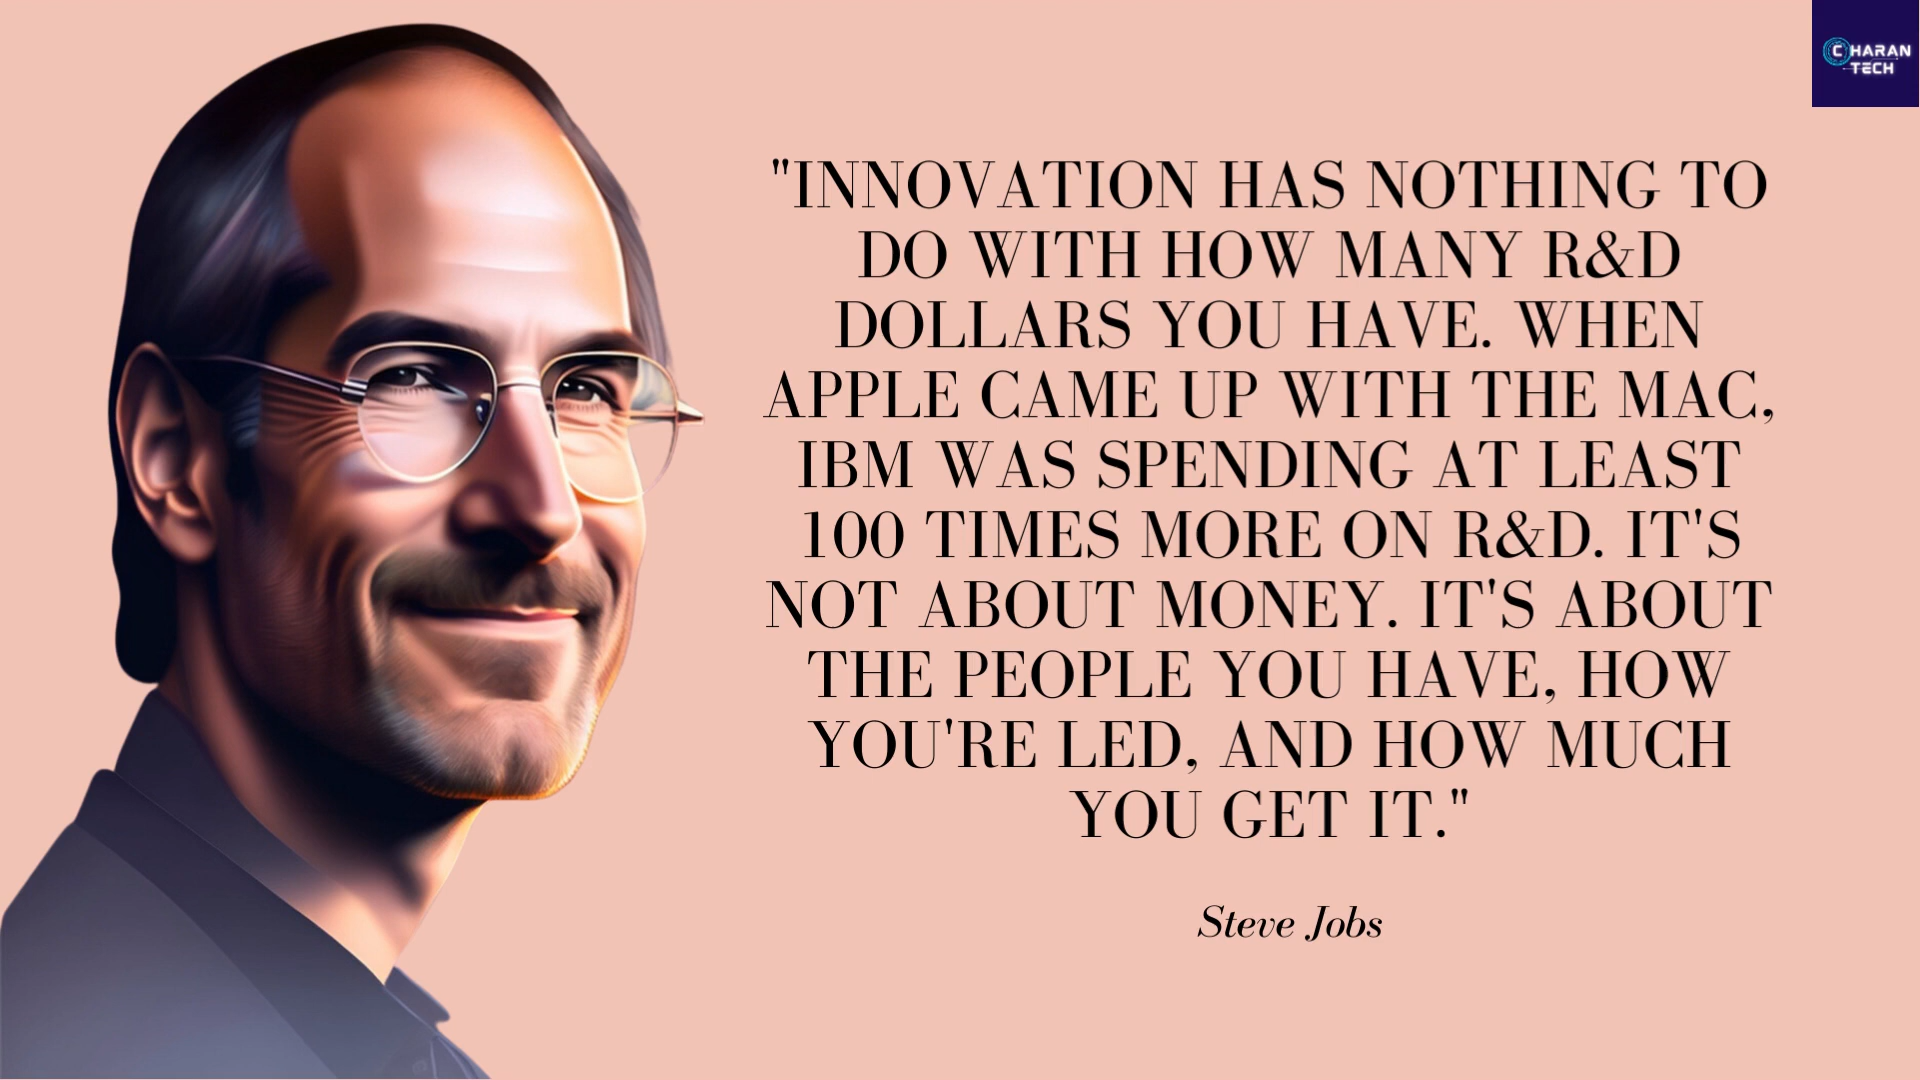 CHARAN
TECH
"INNOVATION HAS NOTHING TO
DO WITH HOW MANY R&D
DOLLARS YOU HAVE. WHEN
APPLE CAME UP WITH THE MAC,
IBM WAS SPENDING AT LEAST
100 TIMES MORE ON R&D. IT'S
NOT ABOUT MONEY. IT'S ABOUT
THE PEOPLE YOU HAVE, HOW
YOU'RE LED, AND HOW MUCH
YOU GET IT."
Steve Jobs